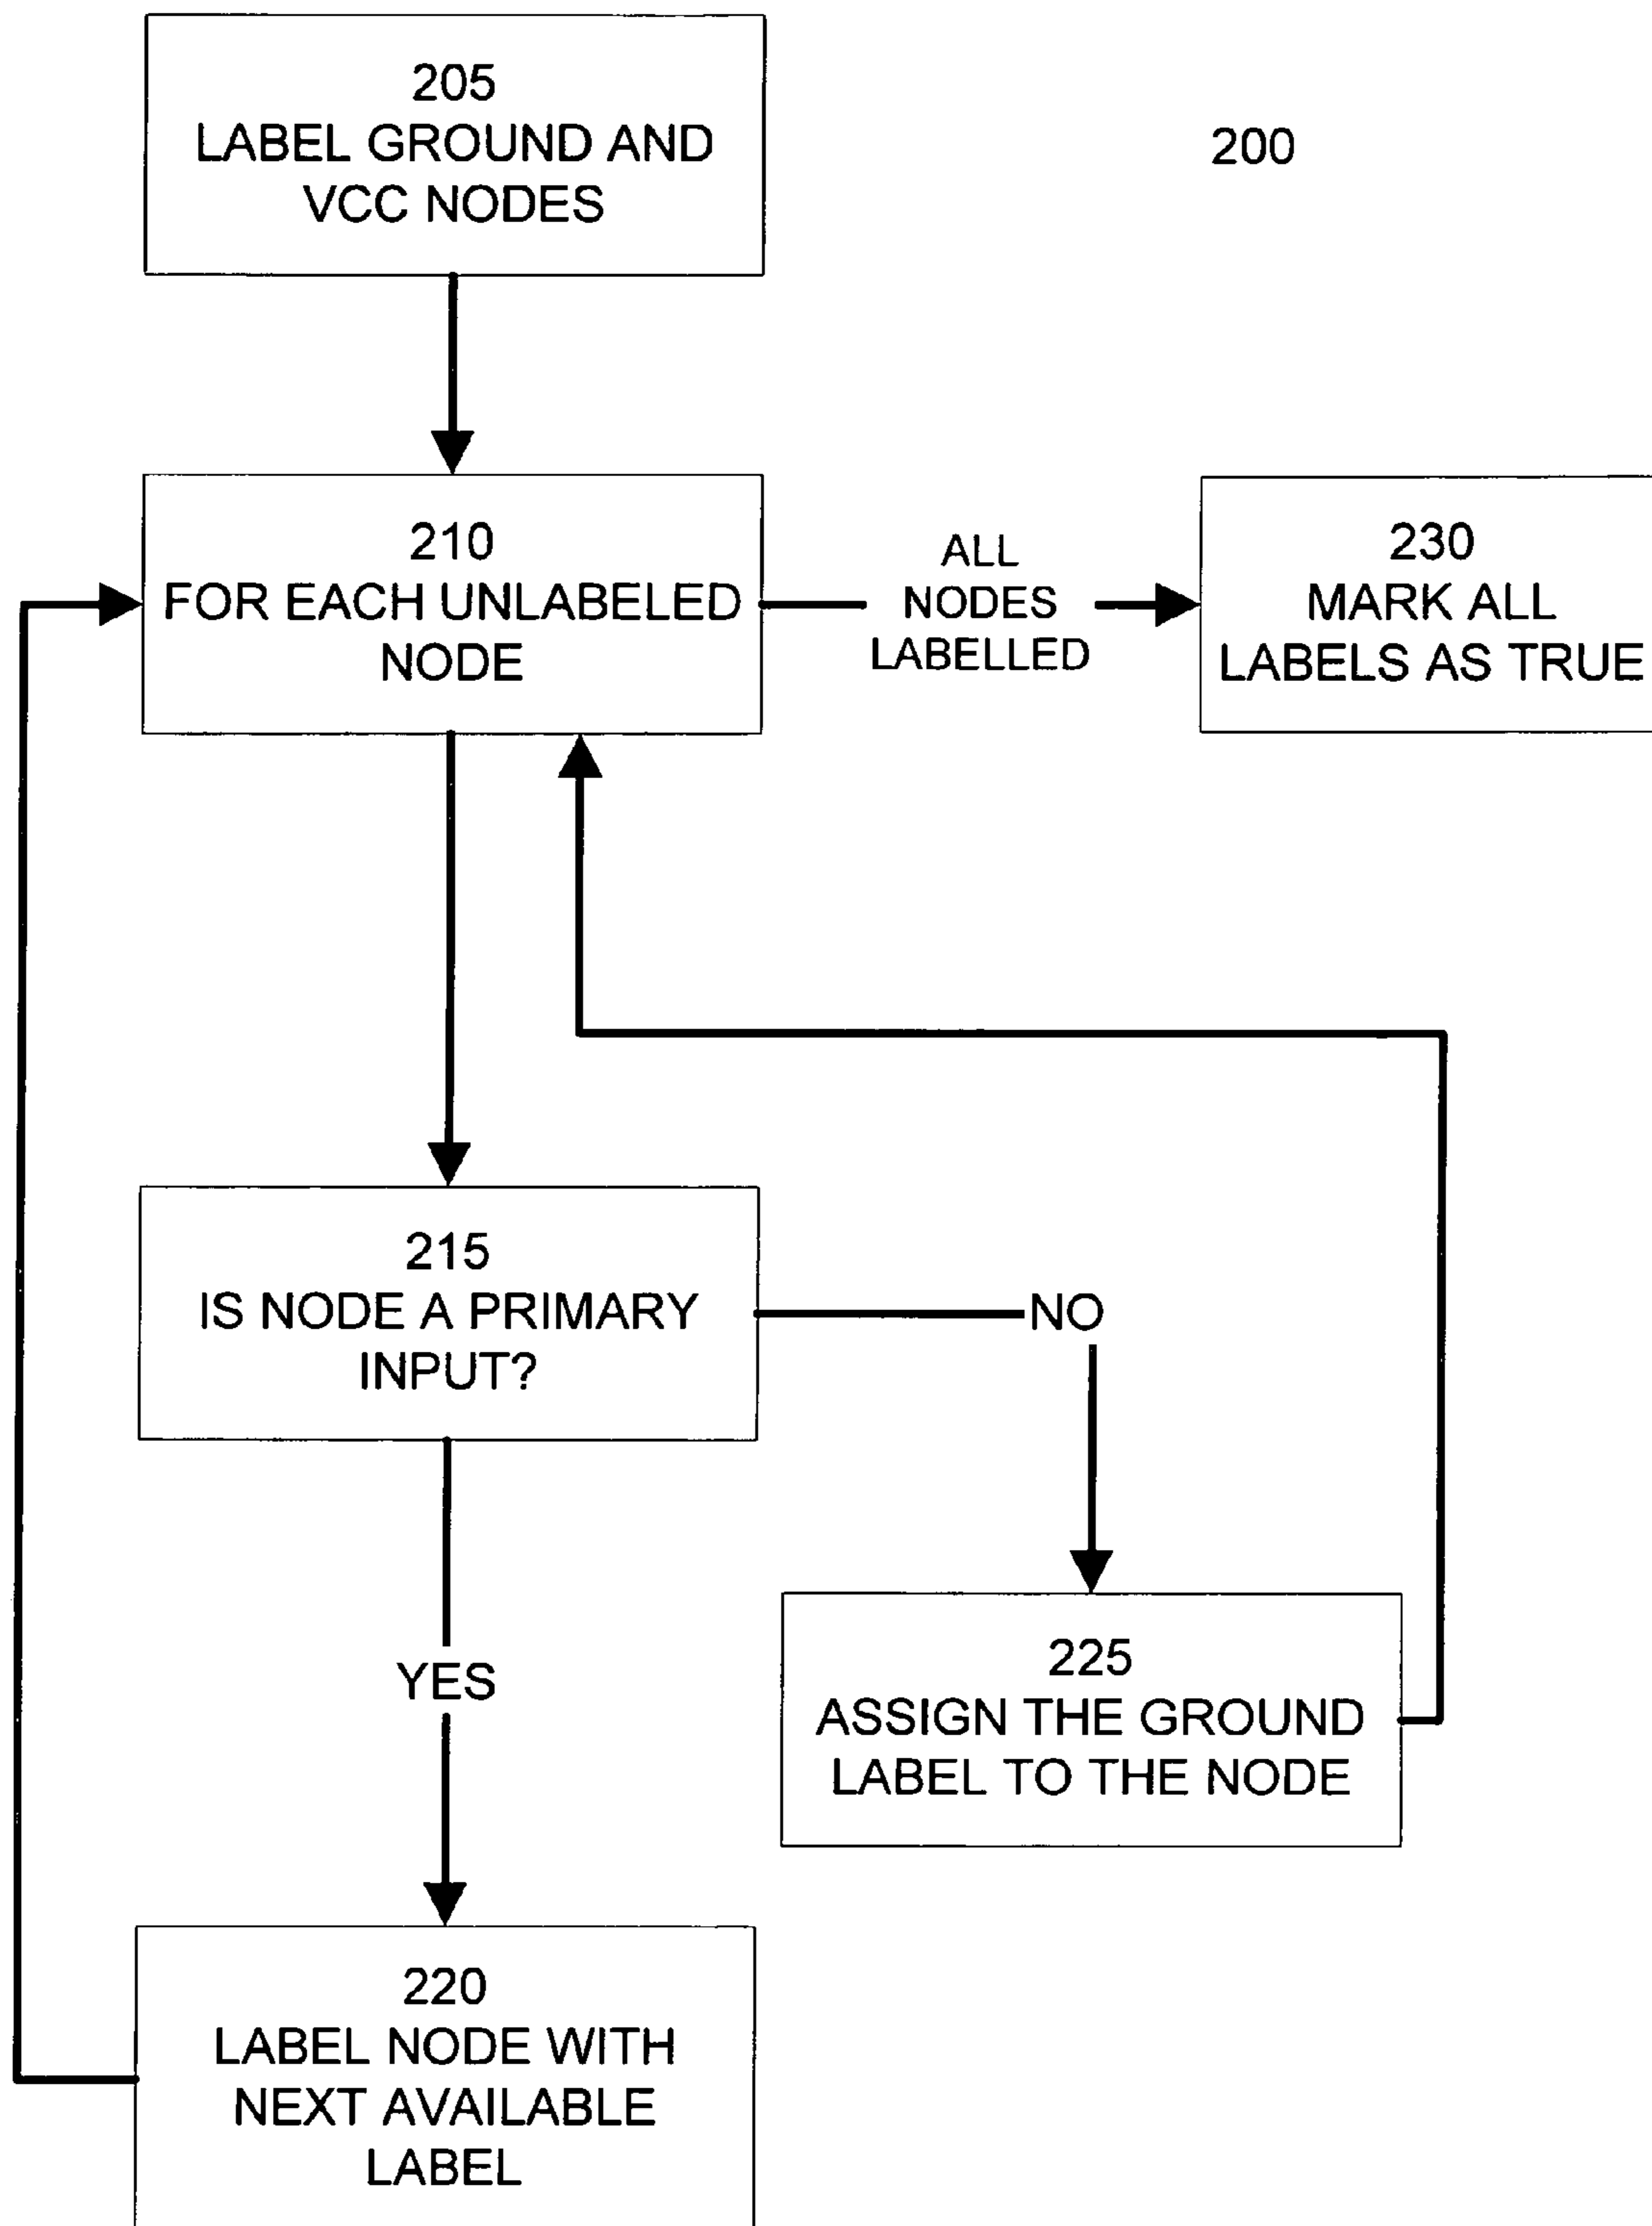 205
LABEL GROUND AND
VCC NODES
200
210
FOR EACH UNLABELED
NODE
ALL
NODES
LABELLED
230
MARK ALL
LABELS AS TRUE
215
IS NODE A PRIMARY
INPUT?
NO
YES
225
ASSIGN THE GROUND
LABEL TO THE NODE
220
LABEL NODE WITH
NEXT AVAILABLE
LABEL